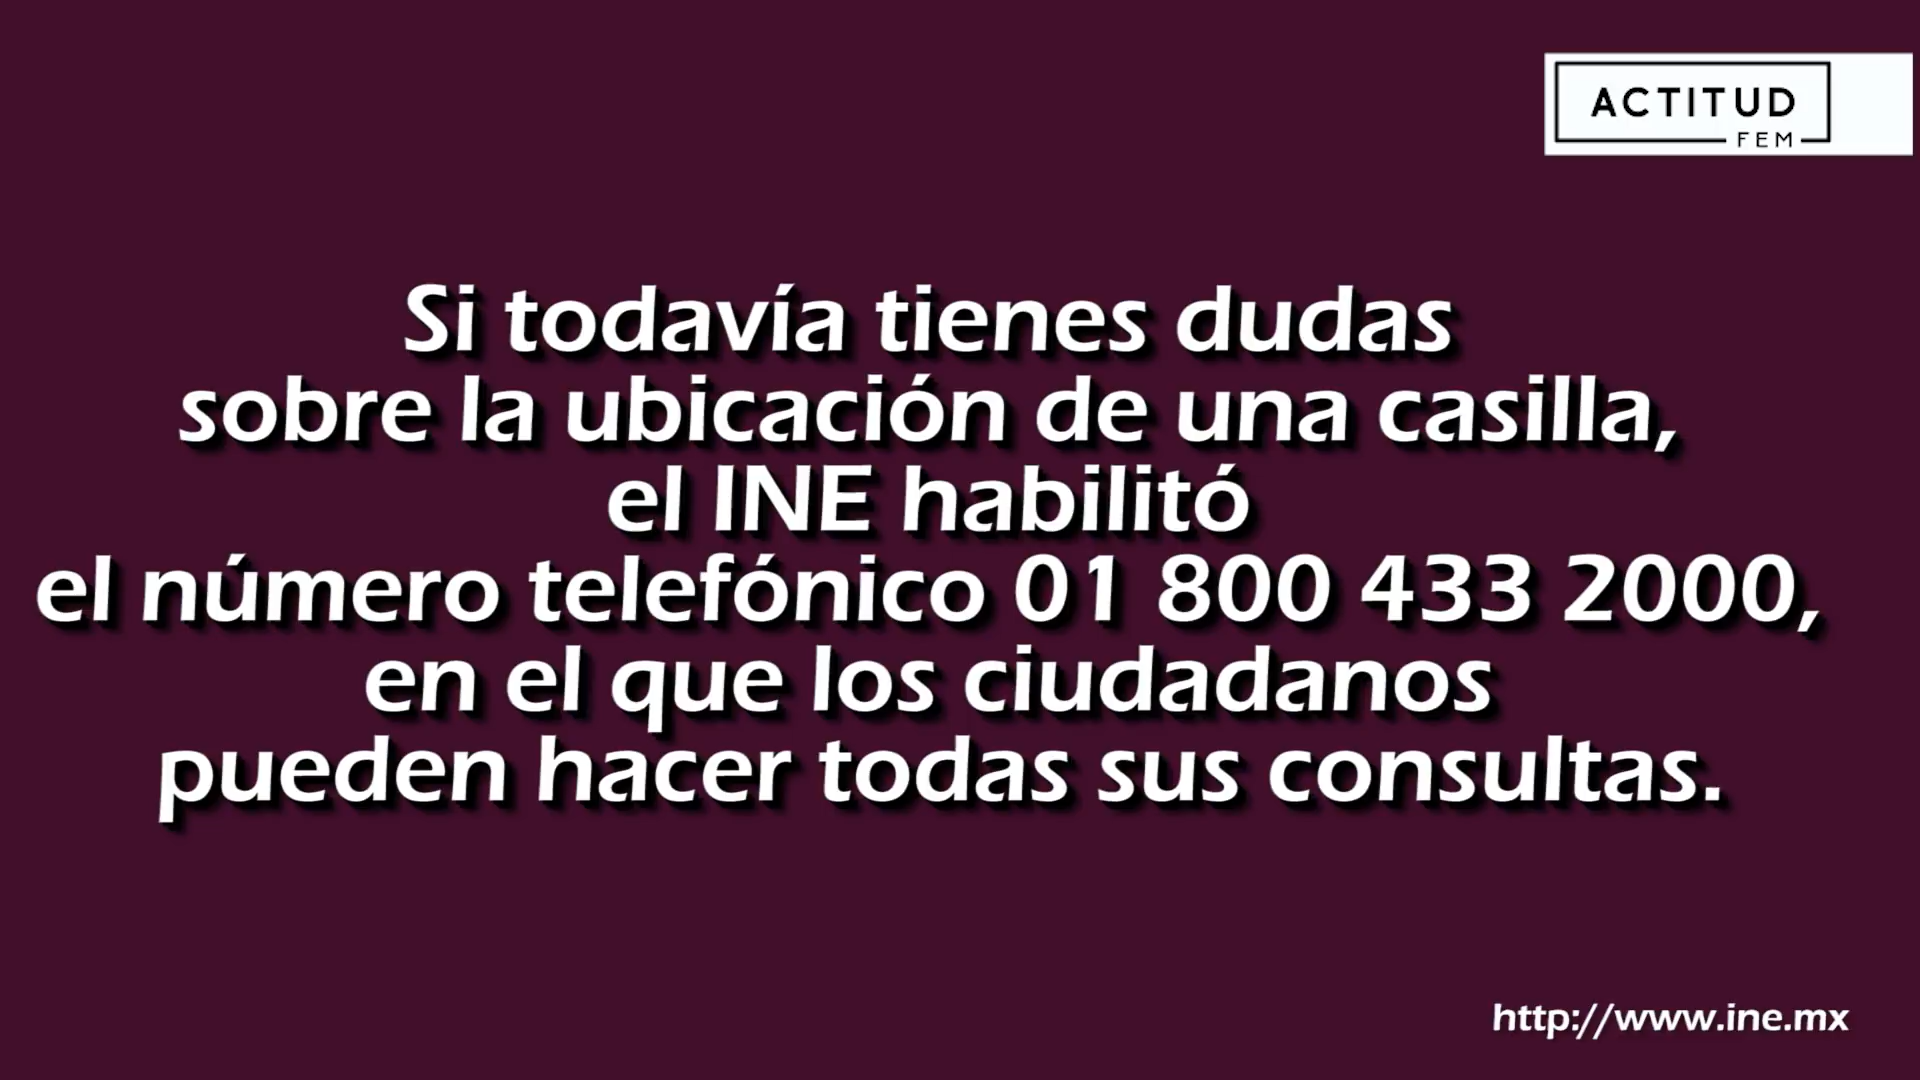 ACTITUD
FEM
Si todavía tienes dudas
sobre la ubicación de una casilla,
el INE habilitó
el número telefónico 01 800 433 2000,
en el que los ciudadanos
pueden hacer todas sus consultas.
http://www.ine.mx